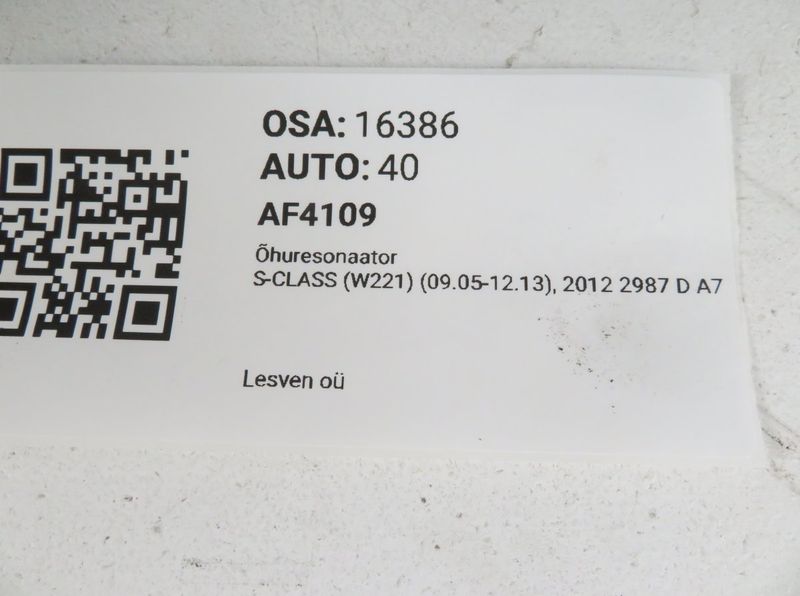 OSA: 16386
AUTO: 40
AF4109
Õhuresonaator
S-CLASS (W221) (09.05-12.13), 2012 2987 D A7
Lesven oü